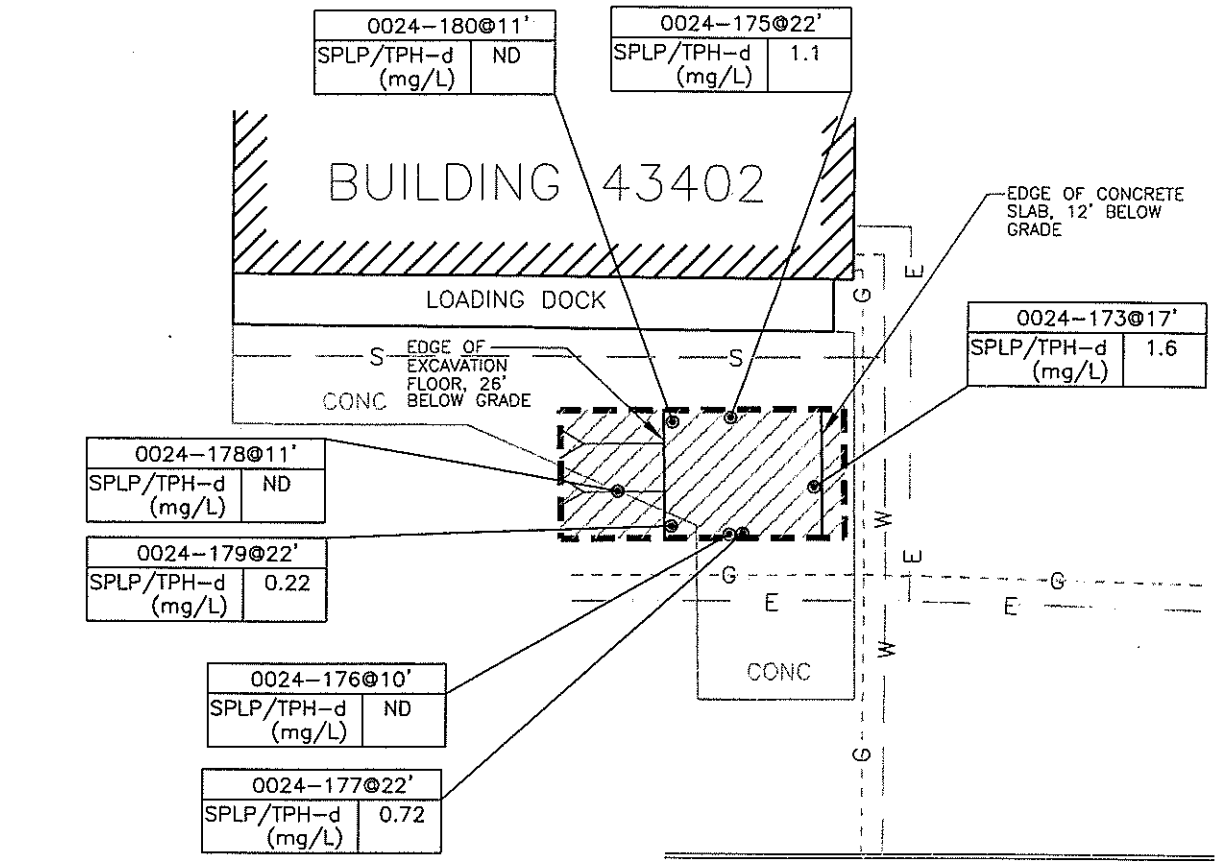 0024-180@11'
SPLP/TPH-d ND
(mg/L)
0024-175@22'
SPLP/TPH-d 1.1
(mg/L)
BUILDING 43402
EDGE OF CONCRETE
SLAB, 12' BELOW
GRADE
E
G
LOADING DOCK
0024-173@17'
SPLP/TPH-d 1.6
(mg/L)
S
S
EDGE OF
EXCAVATION
FLOOR, 26'
BELOW GRADE
CONC
0024-178@11'
SPLP/TPH-d ND
(mg/L)
W
0024-179@22'
SPLP/TPH-d 0.22
(mg/L)
E
G
G
E
E
W
0024-176@10'
SPLP/TPH-d ND
(mg/L)
CONC
G
0024-177@22'
SPLP/TPH-d 0.72
(mg/L)